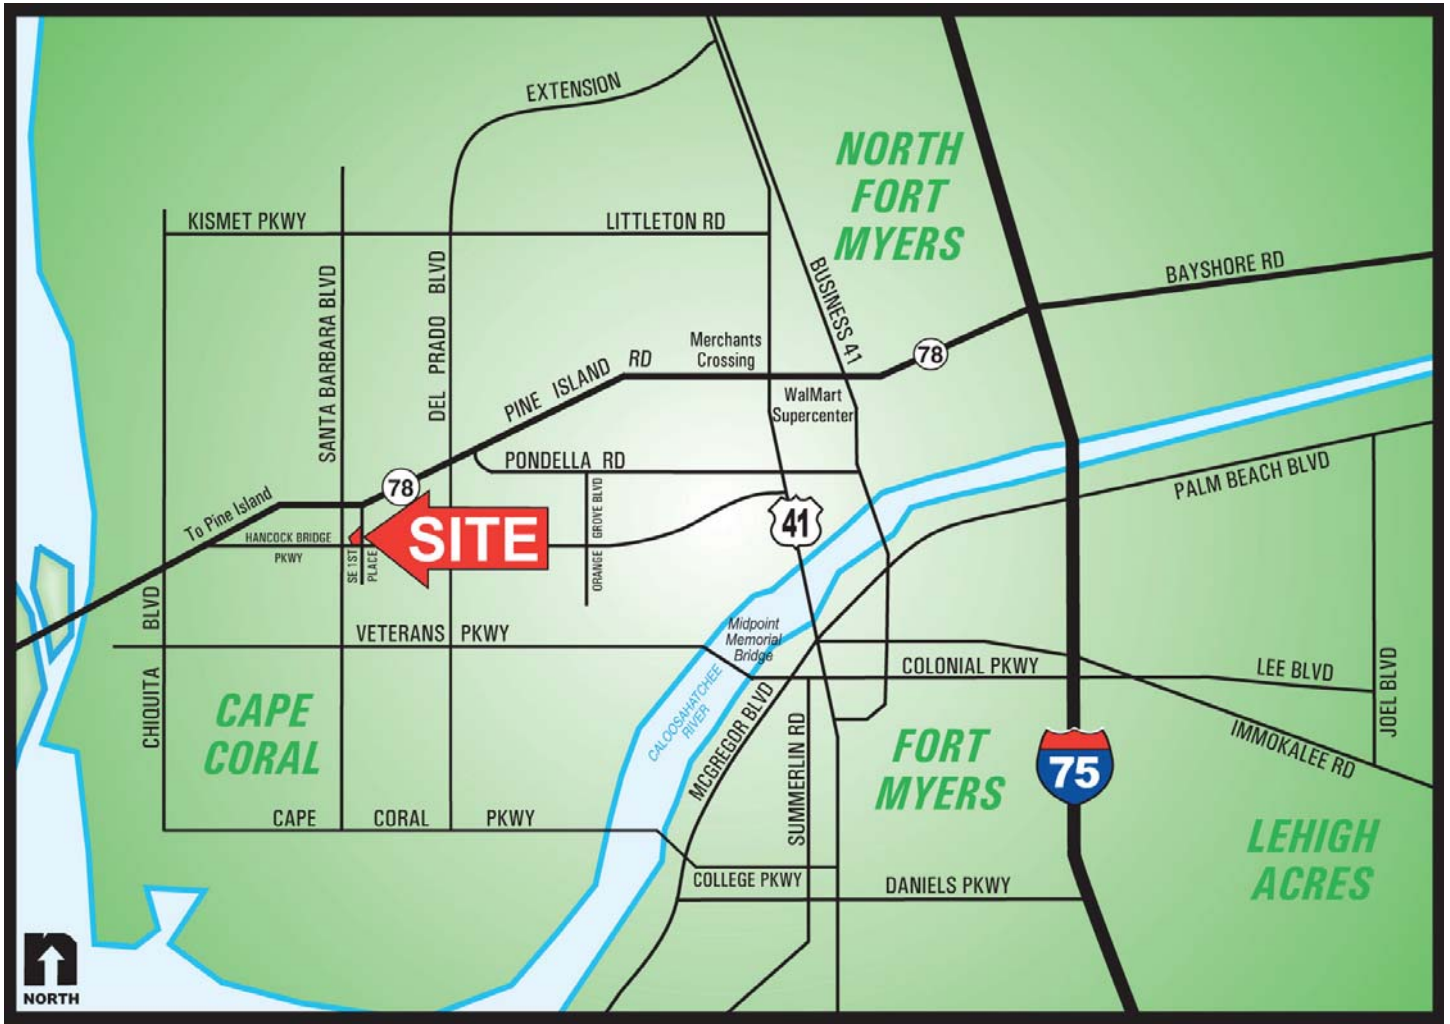 EXTENSION
NORTH
FORT
MYERS
KISMET PKWY
LITTLETON RD
SANTA BARBARA BLVD
DEL PRADO BLVD
BUSINESS 41
BAYSHORE RD
Merchants
Crossing
78
PINE ISLAND RD
WalMart
Supercenter
PONDELLA RD
78
To Pine Island
HANCOCK BRIDGE
PKWY
SE 1ST
PLACE
SITE
ORANGE GROVE BLVD
41
PALM BEACH BLVD
CHIQUITA BLVD
VETERANS PKWY
Midpoint
Memorial
Bridge
COLONIAL PKWY
LEE BLVD
JOEL BLVD
CALOOSAHATCHEE
RIVER
MCGREGOR BLVD
SUMMERLIN RD
IMMOKALEE RD
CAPE
CORAL
FORT
MYERS
75
CAPE CORAL PKWY
LEHIGH
ACRES
COLLEGE PKWY
DANIELS PKWY
n
NORTH